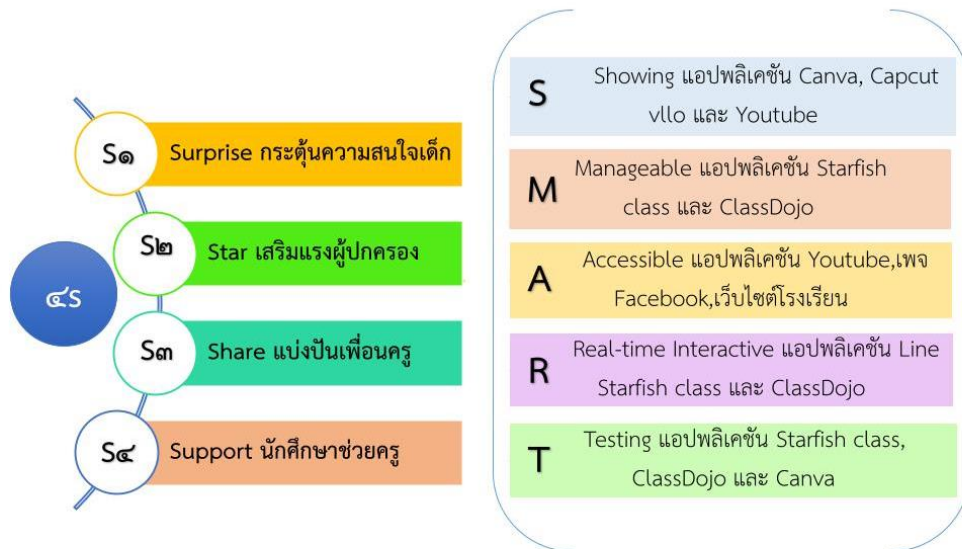 ๔s
S๑
Surprise กระตุ้นความสนใจเด็ก
S๒
Star เสริมแรงผู้ปกครอง
S๓
Share แบ่งปันเพื่อนครู
S๔
Support นักศึกษาช่วยครู
S
Showing แอปพลิเคชัน Canva, Capcut
vllo และ Youtube
M
Manageable แอปพลิเคชัน Starfish
class และ ClassDojo
A
Accessible แอปพลิเคชัน Youtube,เพจ
Facebook,เว็บไซต์โรงเรียน
R
Real-time Interactive แอปพลิเคชัน Line
Starfish class และ ClassDojo
T
Testing แอปพลิเคชัน Starfish class,
ClassDojo และ Canva